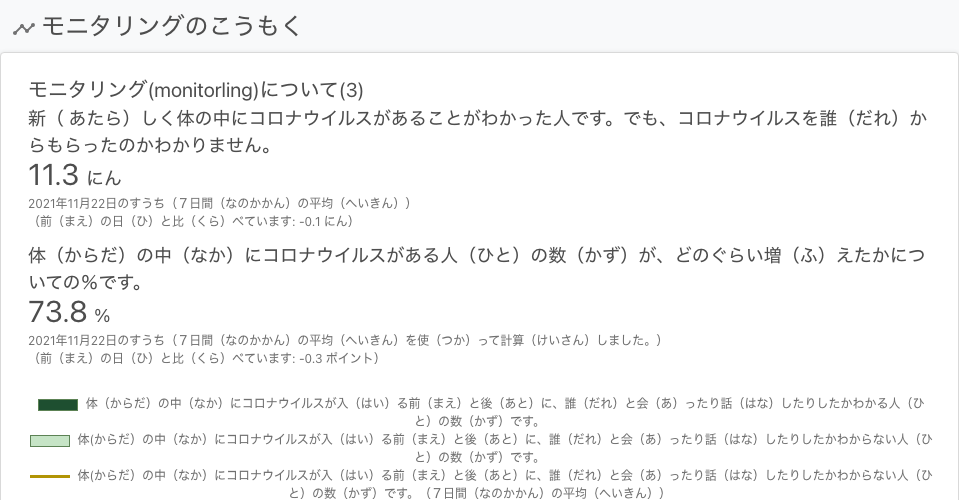 モニタリングのこうもく
モニタリング(monitorling)について(3)
新（ あたら）しく体の中にコロナウイルスがあることがわかった人です。でも、コロナウイルスを誰（だれ）か
らもらったのかわかりません。
11.3 にん
2021年11月22日のすうち（７日間（なのかかん）の平均（へいきん））
（前（まえ）の日（ひ）と比（くら）べています: -0.1 にん）
体（からだ）の中（なか）にコロナウイルスがある人（ひと）の数（かず）が、どのぐらい増（ふ）えたかにつ
いての%です。
73.8 %
2021年11月22日のすうち（７日間（なのかかん）の平均（へいきん）を使（つか）って計算（けいさん）しました。）
（前（まえ）の日（ひ）と比（くら）べています: -0.3 ポイント）
体（からだ）の中（なか）にコロナウイルスが入（はい）る前（まえ）と後（あと）に、誰（だれ）と会（あ）ったり話（はな）したりしたかわかる人（ひ
と）の数（かず）です。
体(からだ）の中（なか）にコロナウイルスが入（はい）る前（まえ）と後（あと）に、誰（だれ）と会（あ）ったり話（はな）したりしたかわからない人（ひ
と）の数（かず）です。
体(からだ）の中（なか）にコロナウイルスが入（はい）る前（まえ）と後（あと）に、誰（だれ）と会（あ）ったり話（はな）したりしたかわからない人（ひ
と）の数（かず）です。（７日間（なのかかん）の平均（へいきん））